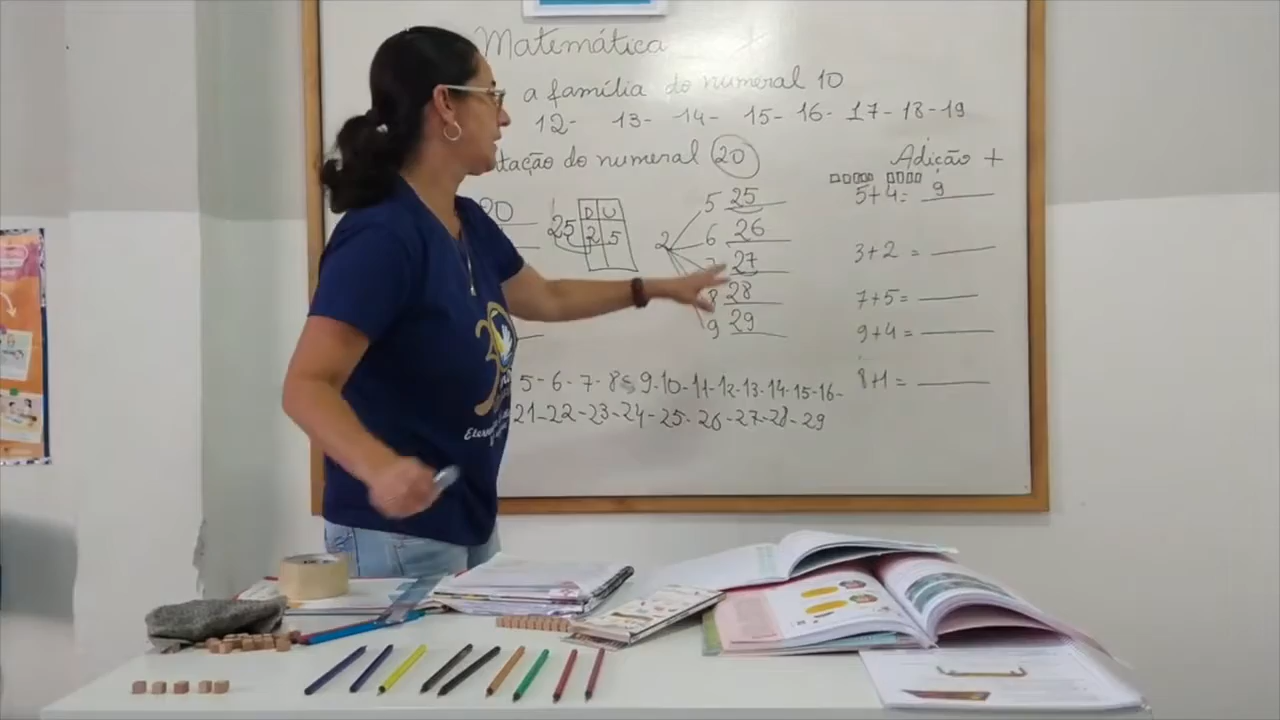 Matemática
a família do numeral 10
12- 13- 14- 15- 16- 17- 18- 19
tação do numeral 20
20
25
D U
2 5
2
5 25
6 26
7 27
8 28
9 29
5- 6- 7- 8 9-10-11-12-13-14-15-16-
21-22-23-24-25-26-27-28-29
Adição +
5+4= 9
3+2 =
7+5=
9+4=
8+1=